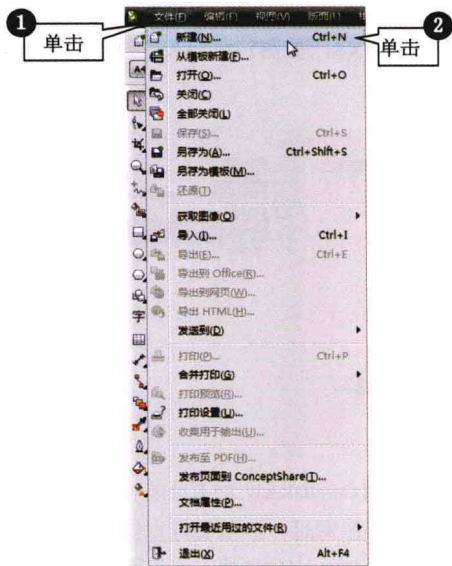 1 单击
2 单击
文件(F) 编辑(E) 视图(V) 版面(L)
新建(N)... Ctrl+N
从模板新建(F)...
打开(O)... Ctrl+O
关闭(C)
全部关闭(L)
保存(S)... Ctrl+S
另存为(A)... Ctrl+Shift+S
另存为模板(M)...
还原(T)
获取图像(Q)
导入(I)... Ctrl+I
导出(E)... Ctrl+E
导出到 Office(R)...
导出到网页(W)...
导出 HTML(H)...
发送到(D)
打印(P)... Ctrl+P
合并打印(G)
打印预览(R)...
打印设置(U)...
收集用于输出(U)...
发布至 PDF(H)...
发布页面到 ConceptShare(T)...
文档属性(P)...
打开最近用过的文件(R)
退出(X) Alt+F4
字